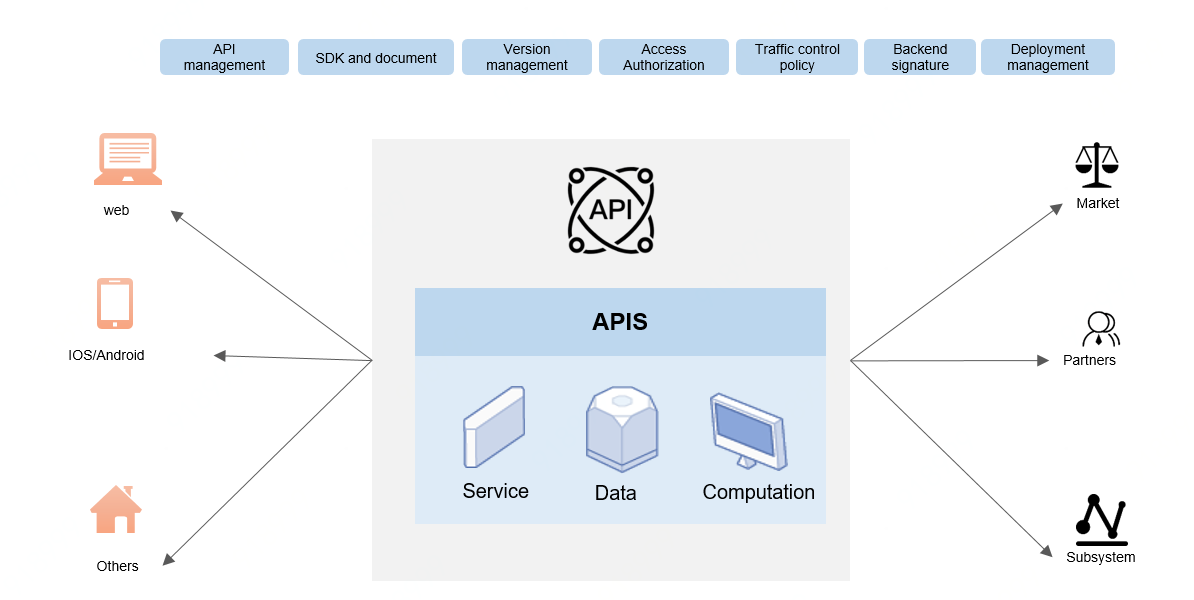 API
management
SDK and document
Version
management
Access
Authorization
Traffic control
policy
Backend
signature
Deployment
management
web
IOS/Android
Others
API
APIS
Service
Data
Computation
Market
Partners
Subsystem